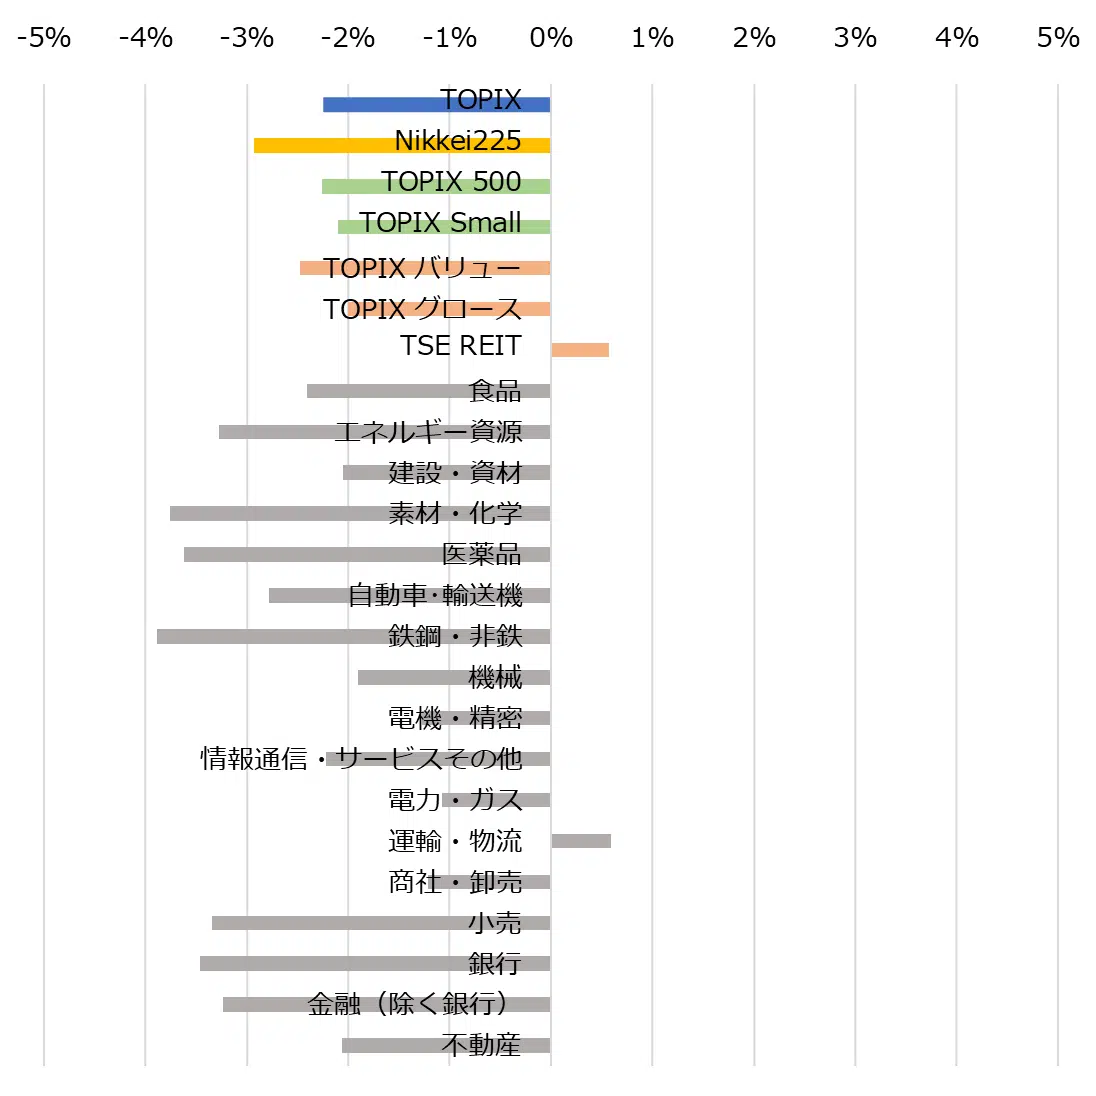 -5% -4% -3% -2% -1% 0% 1% 2% 3% 4% 5%
TOPIX
Nikkei225
TOPIX 500
TOPIX Small
TOPIX バリュー
TOPIX グロース
TSE REIT
食品
エネルギー資源
建設・資材
素材・化学
医薬品
自動車･輸送機
鉄鋼・非鉄
機械
電機・精密
情報通信・サービスその他
電力・ガス
運輸・物流
商社・卸売
小売
銀行
金融（除く銀行）
不動産